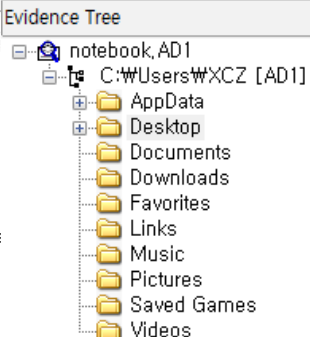 Evidence Tree
notebook.AD1
C:₩Users₩XCZ [AD1]
AppData
Desktop
Documents
Downloads
Favorites
Links
Music
Pictures
Saved Games
Videos